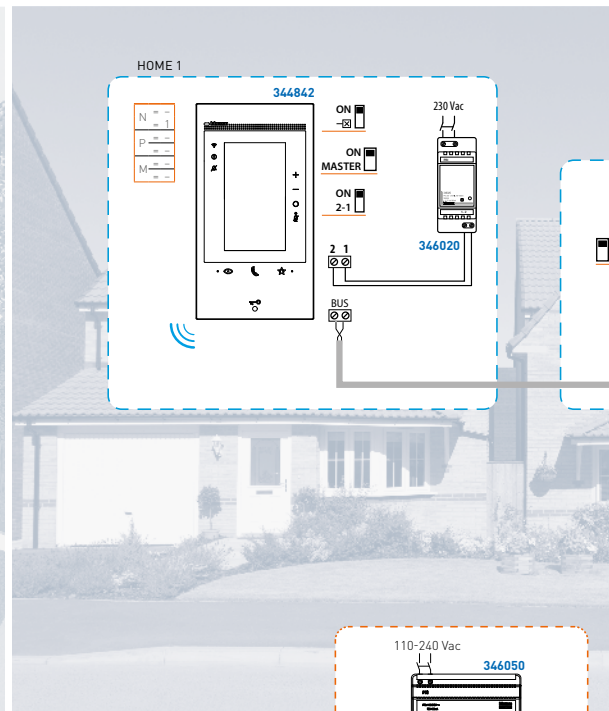 HOME 1
344842
N = -
= 1
P = -
= -
M = -
= -
ON
ON
MASTER
ON
2-1
230 Vac
346020
2 1
BUS
110-240 Vac
346050